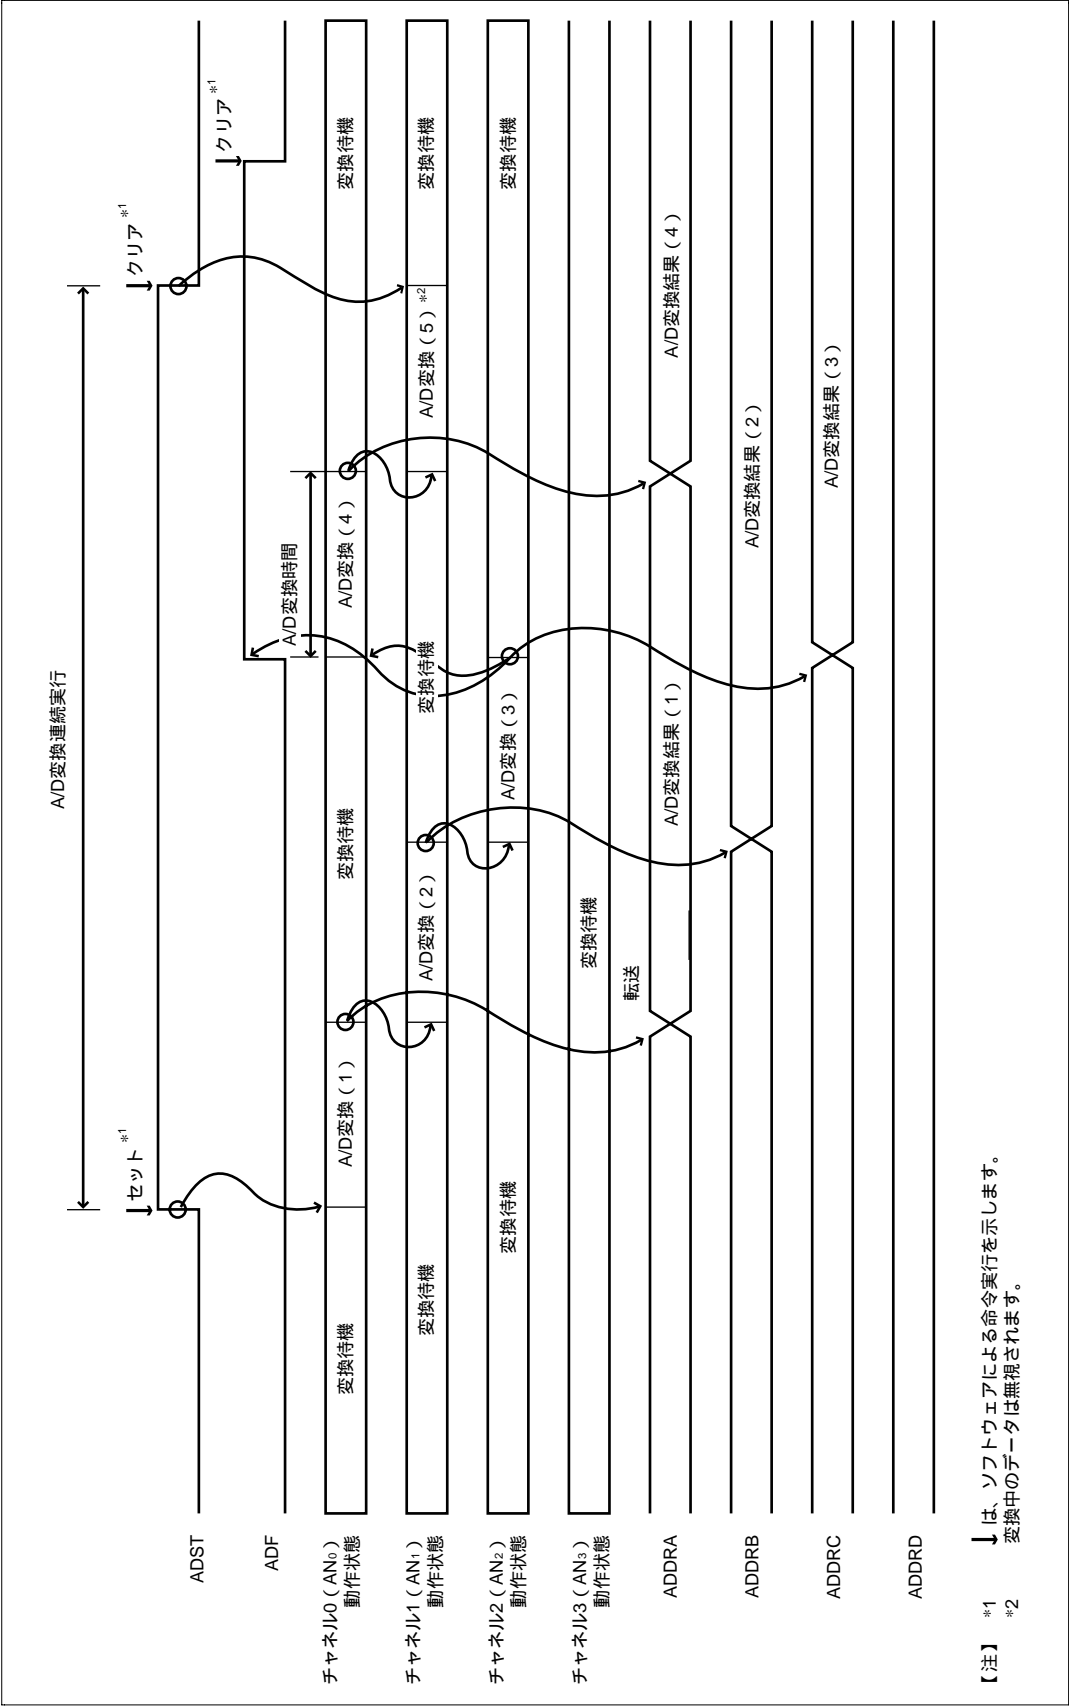 A/D変換連続実行
セット *1
クリア *1
クリア *1
ADST
ADF
A/D変換時間
チャネル0（AN0）
動作状態
変換待機
A/D変換（1）
変換待機
A/D変換（4）
変換待機
チャネル1（AN1）
動作状態
変換待機
A/D変換（2）
変換待機
A/D変換（5）*2
変換待機
チャネル2（AN2）
動作状態
変換待機
A/D変換（3）
変換待機
チャネル3（AN3）
動作状態
変換待機
転送
ADDRA
A/D変換結果（1）
A/D変換結果（4）
ADDRB
A/D変換結果（2）
ADDRC
A/D変換結果（3）
ADDRD
【注】 *1 ↓は、ソフトウェアによる命令実行を示します。
*2 変換中のデータは無視されます。